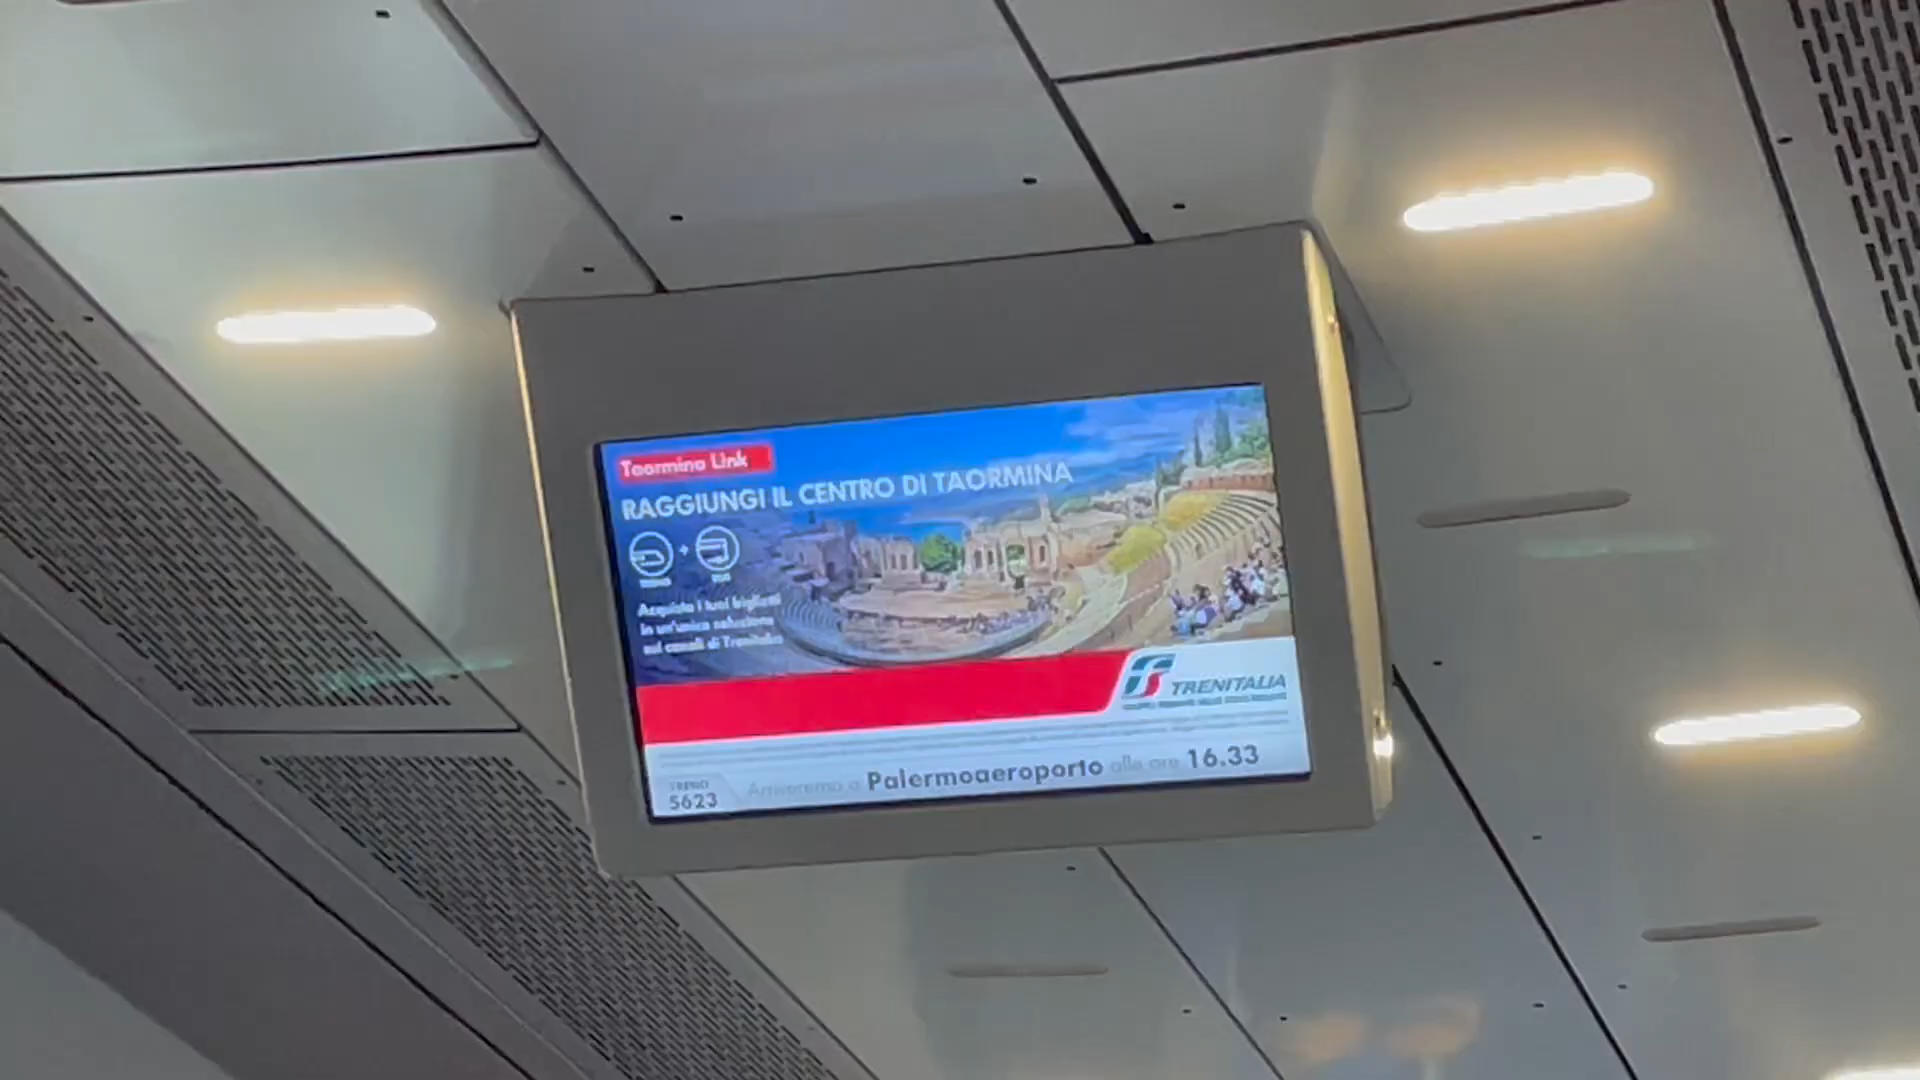 Taormina Link
RAGGIUNGI IL CENTRO DI TAORMINA
+
BUS
Acquista i tuoi biglietti
in un'unica soluzione
sui canali di Trenitalia
TRENITALIA
TRENO
5623
Arriveremo a Palermoaeroporto alle ore 16.33